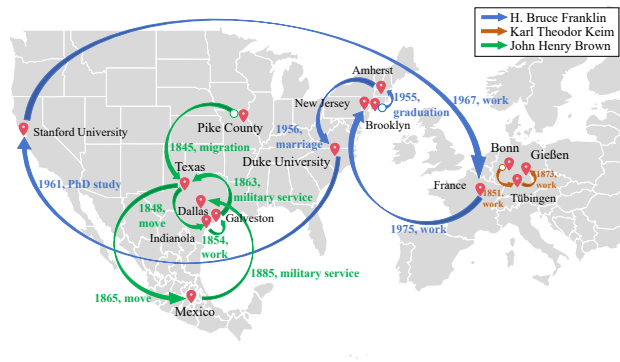 H. Bruce Franklin
Karl Theodor Keim
John Henry Brown
Amherst
New Jersey
1955,
graduation
1967, work
Brooklyn
Stanford University
Pike County
1956,
marriage
1845, migration
Duke University
Bonn
Gießen
Texas
1863,
military service
1873,
work
1961, PhD study
France
1851,
work
Tübingen
1848,
move
Dallas
Galveston
Indianola
1854,
work
1975, work
1885, military service
1865, move
Mexico